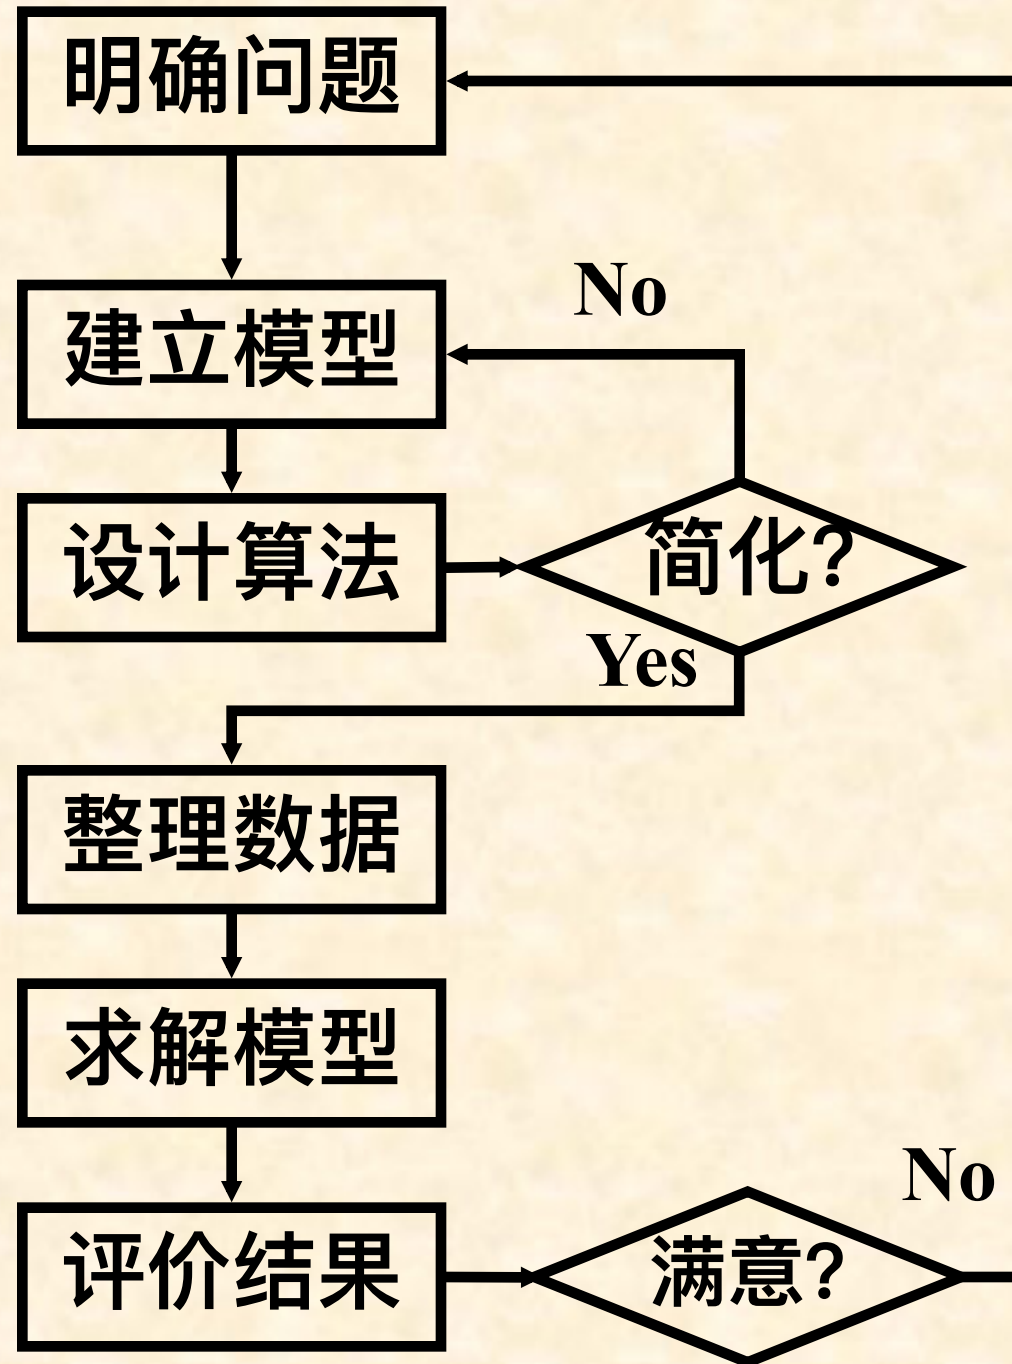 明确问题
No
建立模型
设计算法
简化?
Yes
整理数据
求解模型
No
评价结果
满意?